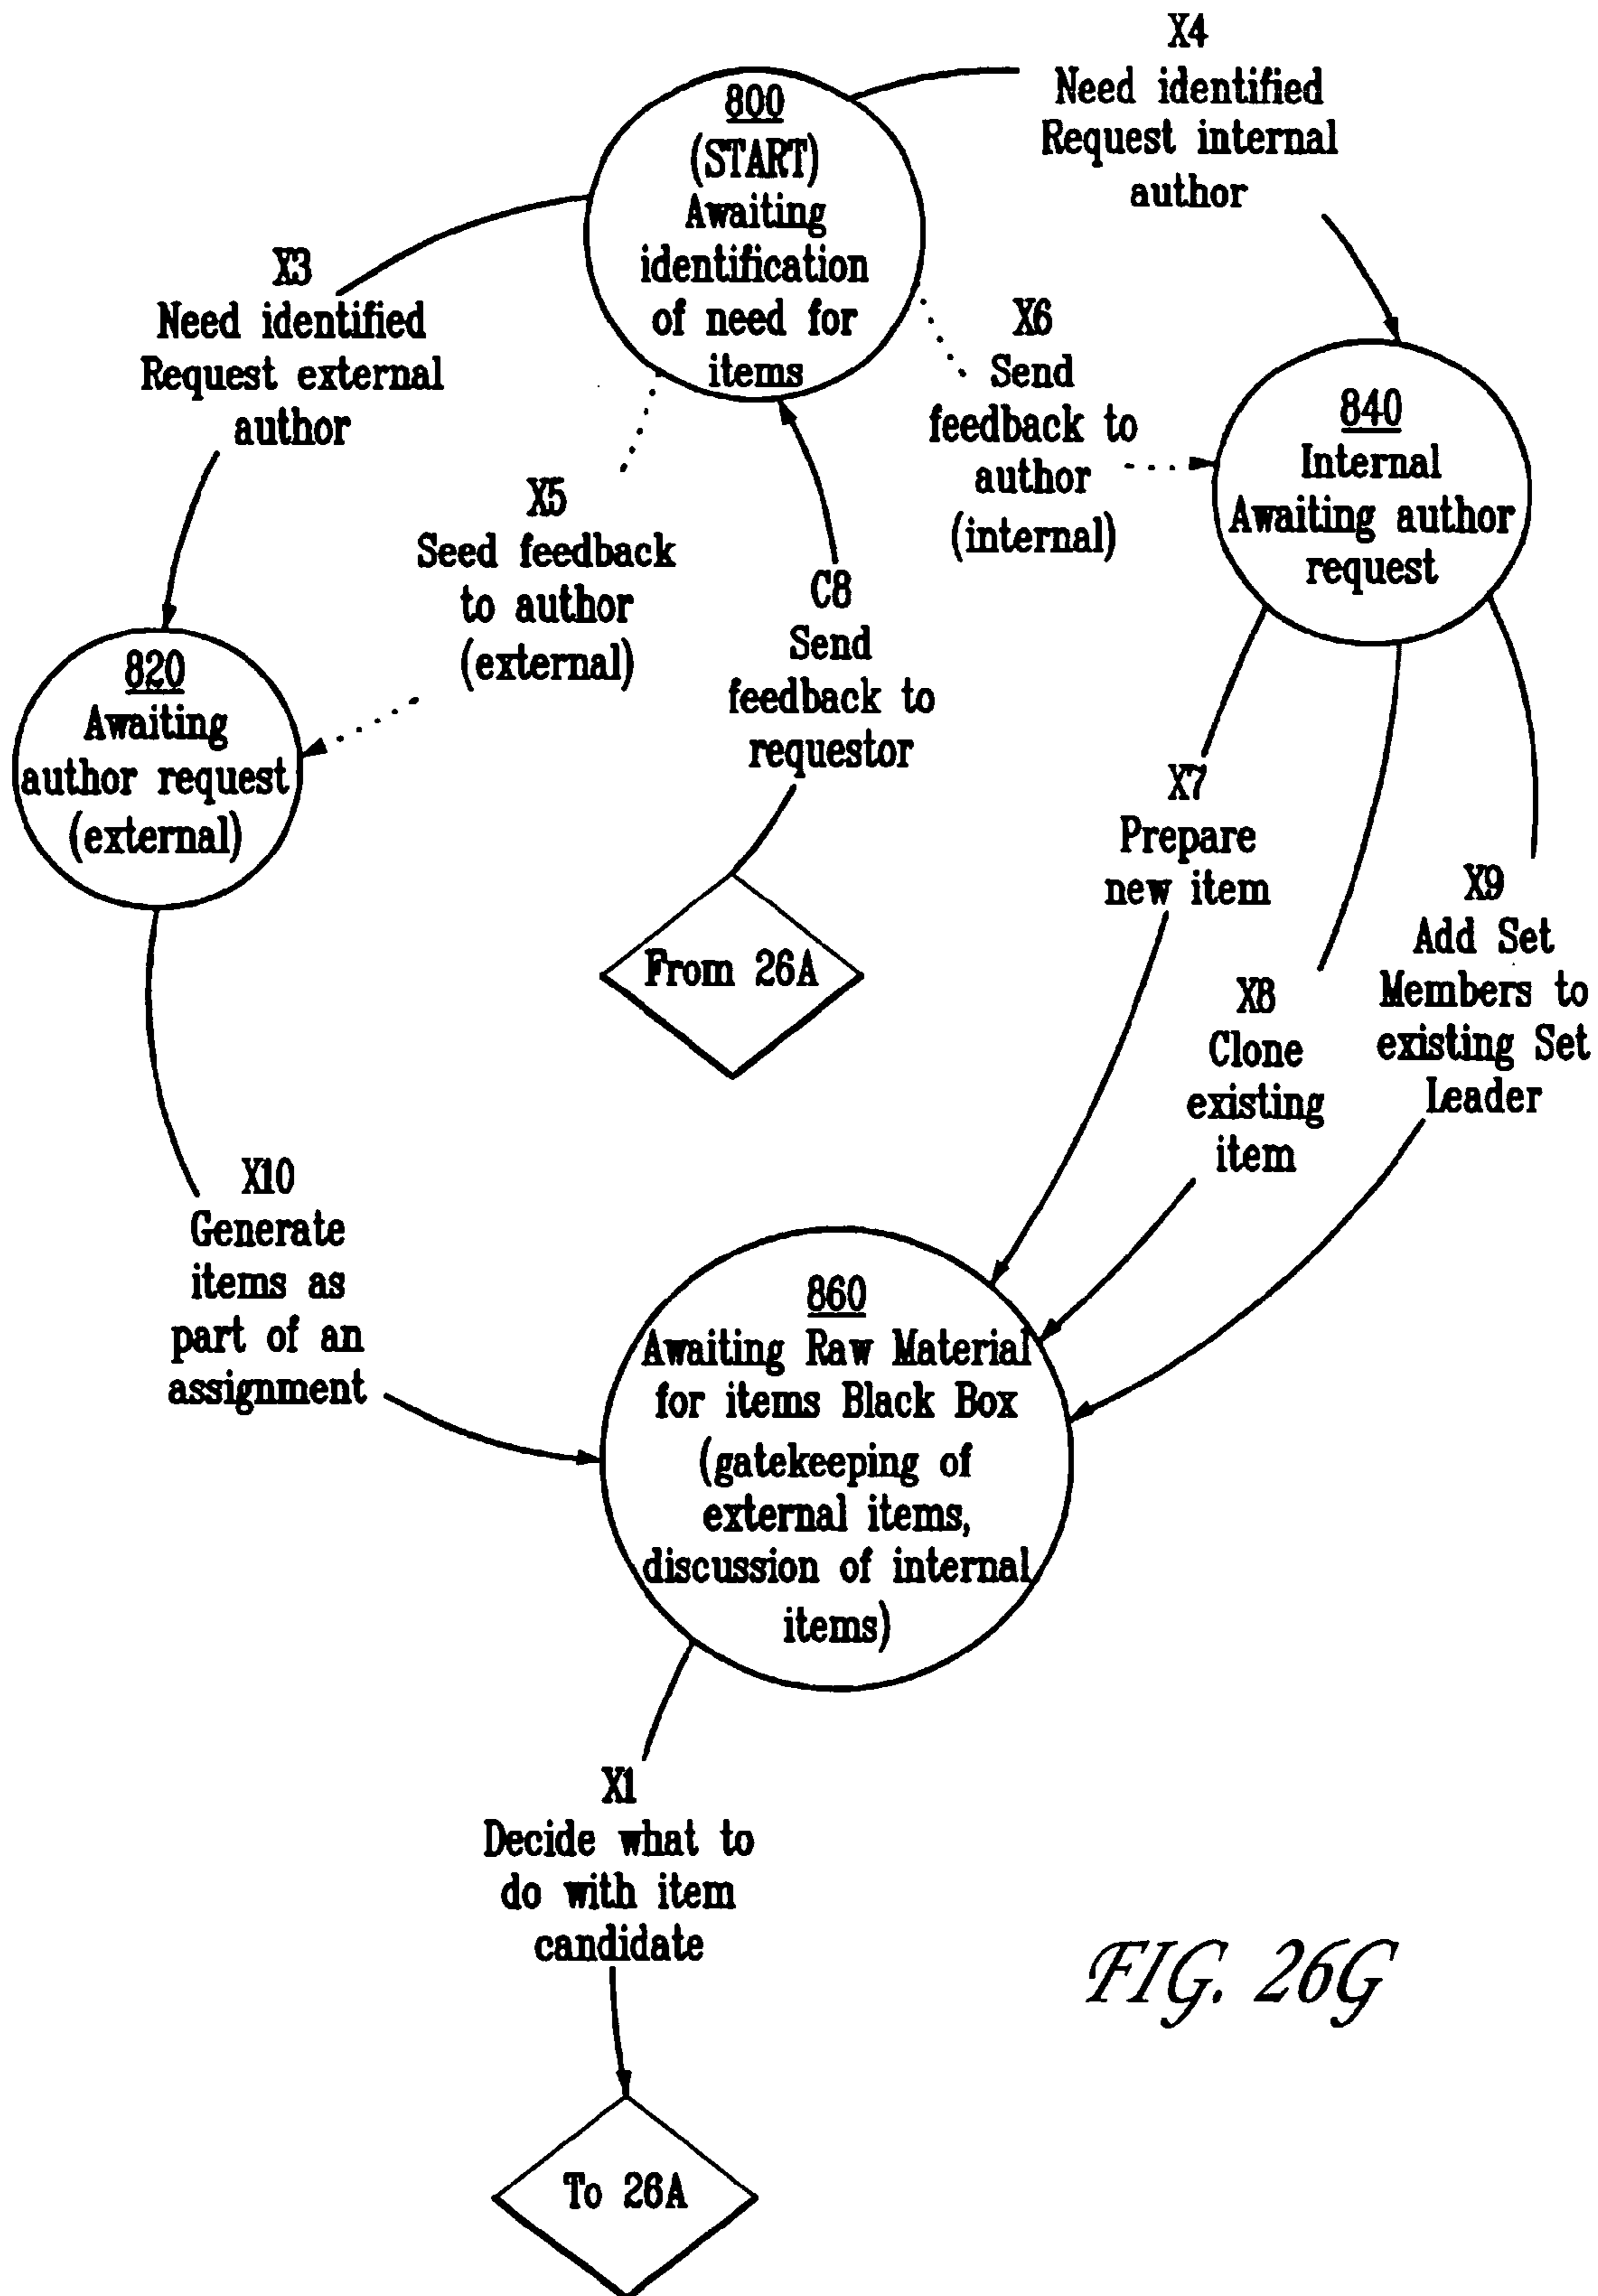 X4
Need identified
Request internal
author
800
(START)
Awaiting
identification
of need for
items
X3
Need identified
Request external
author
X6
Send
feedback to
author
(internal)
840
Internal
Awaiting author
request
X5
Seed feedback
to author
(external)
C8
Send
feedback to
requestor
820
Awaiting
author request
(external)
X7
Prepare
new item
From 26A
X9
Add Set
Members to
existing Set
Leader
X8
Clone
existing
item
X10
Generate
items as
part of an
assignment
860
Awaiting Raw Material
for items Black Box
(gatekeeping of
external items,
discussion of internal
items)
X1
Decide what to
do with item
candidate
FIG. 26G
To 26A